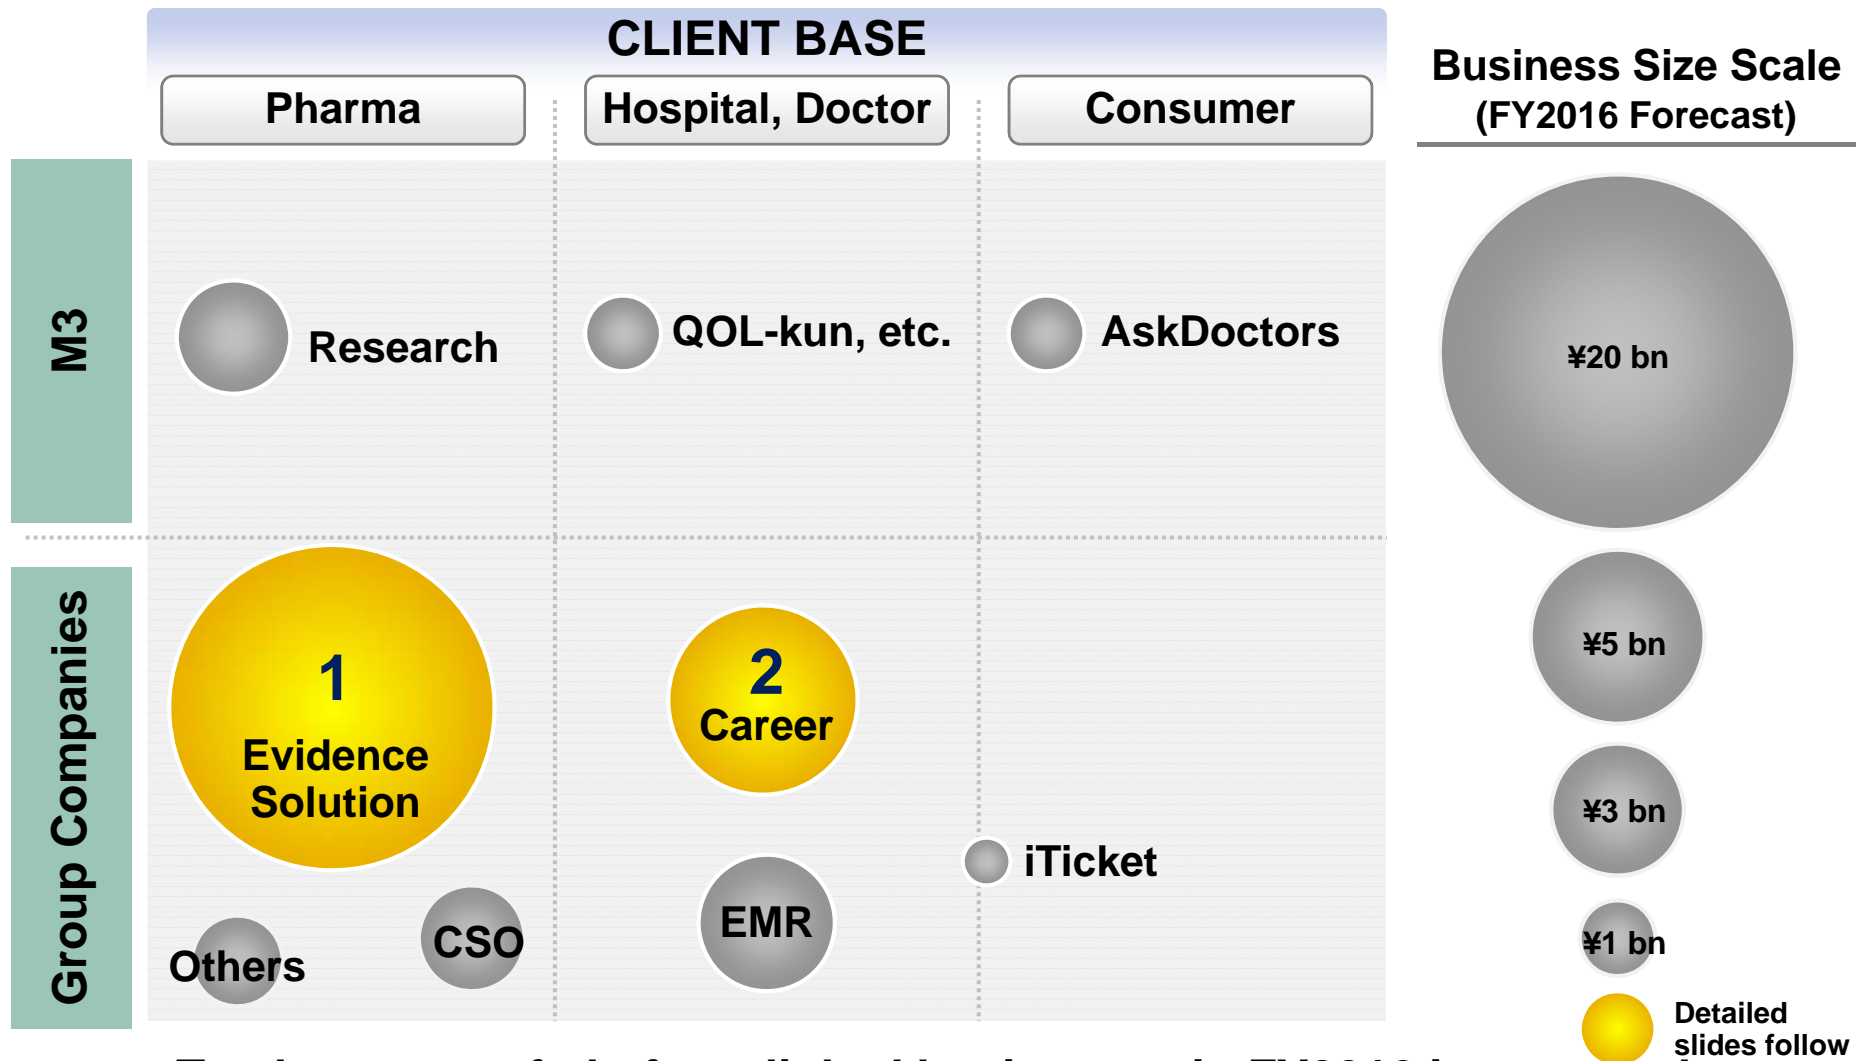 CLIENT BASE
Business Size Scale
(FY2016 Forecast)
Pharma
Hospital, Doctor
Consumer
M3
Research
QOL-kun, etc.
AskDoctors
¥20 bn
Group Companies
1
Evidence
Solution
2
Career
¥5 bn
¥3 bn
iTicket
Others
CSO
EMR
¥1 bn
Detailed
slides follow